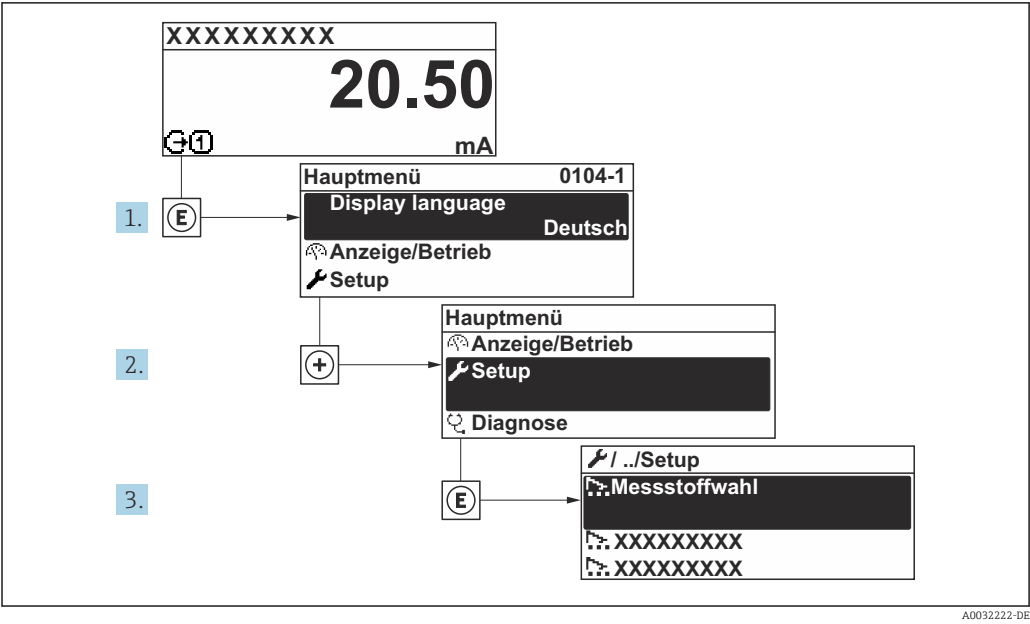 XXXXXXXXX
20.50
mA
1.
E
Hauptmenü 0104-1
Display language
Deutsch
Anzeige/Betrieb
Setup
2.
+
Hauptmenü
Anzeige/Betrieb
Setup
Diagnose
3.
E
/ ../Setup
Messstoffwahl
XXXXXXXXX
XXXXXXXXX
A0032222-DE